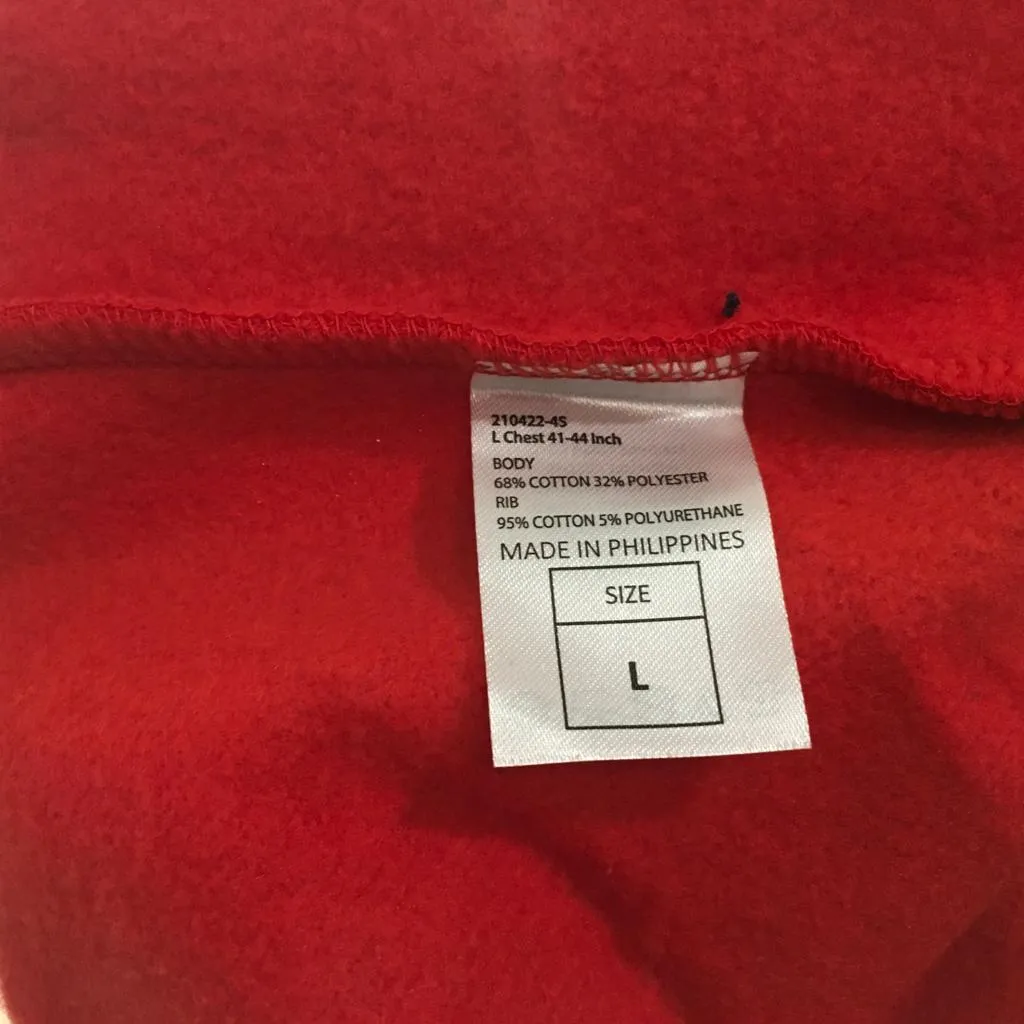 210422-4S
L Chest 41-44 Inch
BODY
68% COTTON 32% POLYESTER
RIB
95% COTTON 5% POLYURETHANE
MADE IN PHILIPPINES
SIZE
L